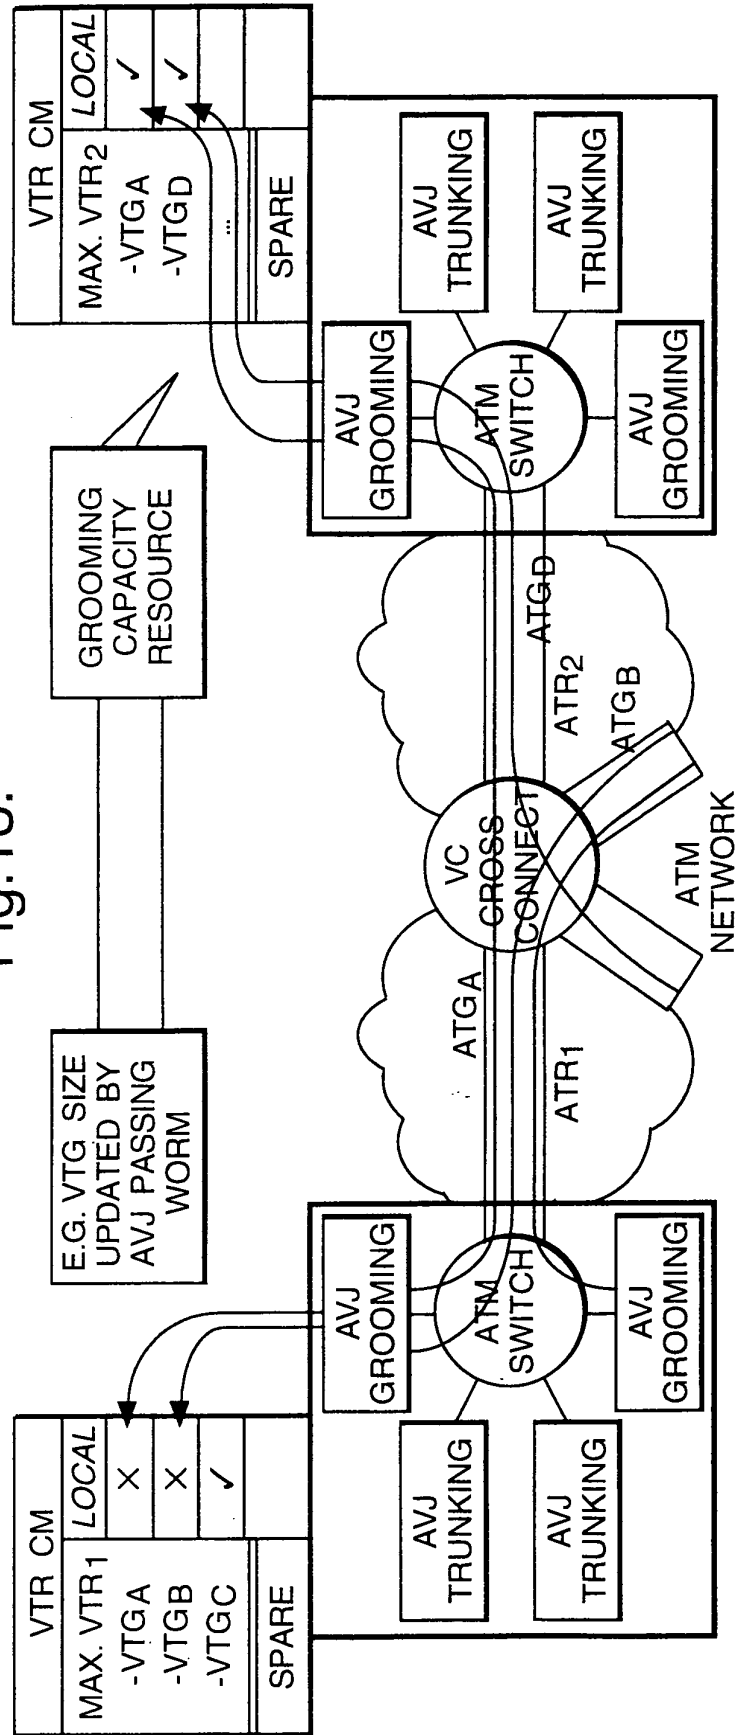 VTR CM
MAX. VTR1 LOCAL
-VTGA ×
-VTGB ×
-VTGC ✓
SPARE
E.G. VTG SIZE
UPDATED BY
AVJ PASSING
WORM
GROOMING
CAPACITY
RESOURCE
VTR CM
MAX. VTR2 LOCAL
-VTGA ✓
-VTGD ✓
...
SPARE
AVJ
TRUNKING
AVJ
GROOMING
ATM
SWITCH
AVJ
TRUNKING
AVJ
GROOMING
ATGA
ATR1
VC
CROSS
CONNECT
ATGD
ATR2
ATGB
ATM
NETWORK
AVJ
GROOMING
AVJ
TRUNKING
ATM
SWITCH
AVJ
GROOMING
AVJ
TRUNKING